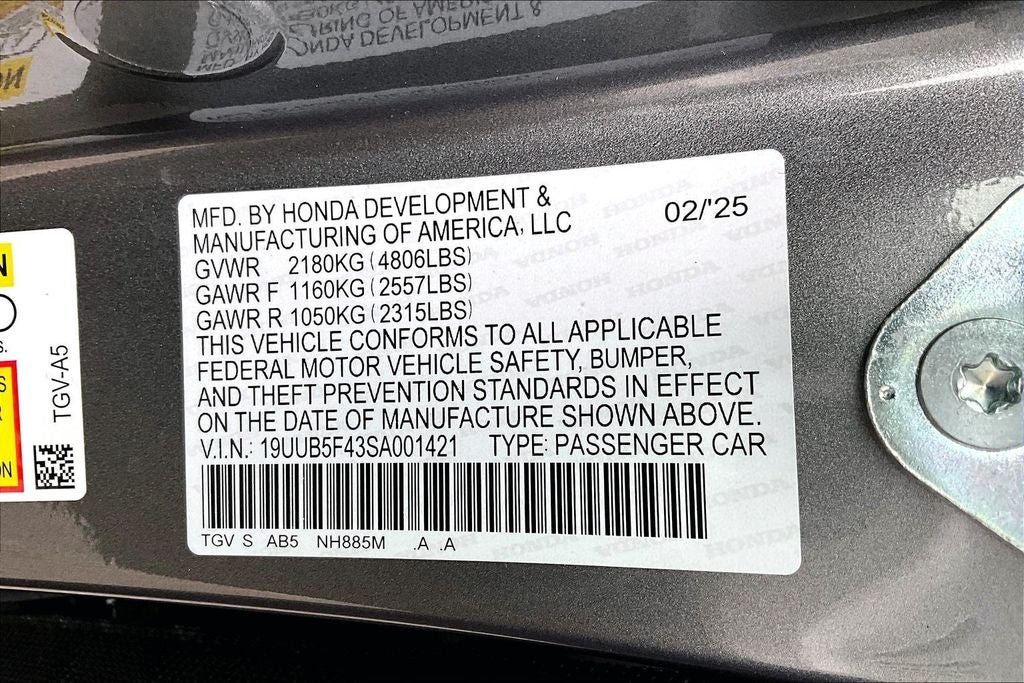 MFD. BY HONDA DEVELOPMENT &
MANUFACTURING OF AMERICA, LLC
02/'25
GVWR 2180KG (4806LBS)
GAWR F 1160KG (2557LBS)
GAWR R 1050KG (2315LBS)
THIS VEHICLE CONFORMS TO ALL APPLICABLE
FEDERAL MOTOR VEHICLE SAFETY, BUMPER,
AND THEFT PREVENTION STANDARDS IN EFFECT
ON THE DATE OF MANUFACTURE SHOWN ABOVE.
V.I.N.: 19UUB5F43SA001421 TYPE: PASSENGER CAR
TGV S AB5 NH885M .A .A
TGV-A5
HONDA